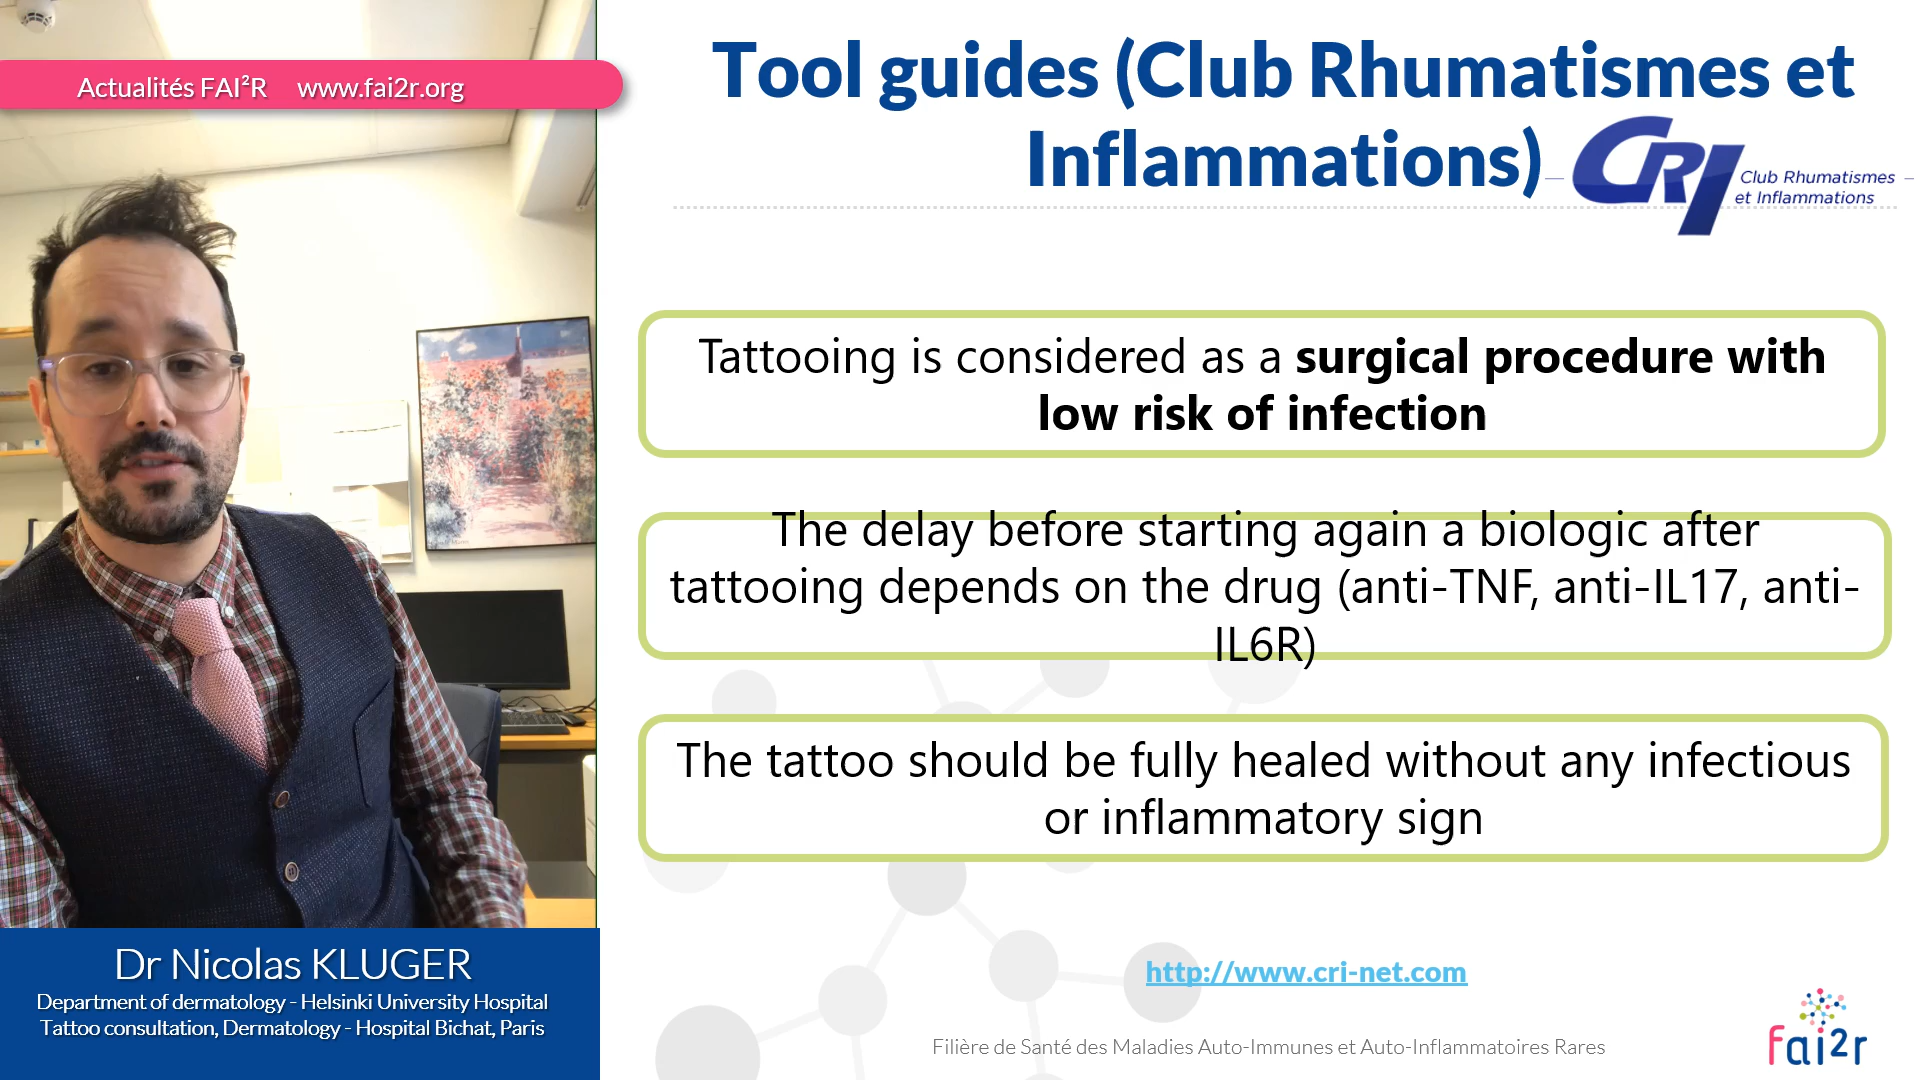 Actualités FAI²R www.fai2r.org
Tool guides (Club Rhumatismes et
Inflammations)
CRI
Club Rhumatismes
et Inflammations
Tattooing is considered as a surgical procedure with
low risk of infection
The delay before starting again a biologic after
tattooing depends on the drug (anti-TNF, anti-IL17, anti-
IL6R)
The tattoo should be fully healed without any infectious
or inflammatory sign
Dr Nicolas KLUGER
Department of dermatology - Helsinki University Hospital
Tattoo consultation, Dermatology - Hospital Bichat, Paris
http://www.cri-net.com
Filière de Santé des Maladies Auto-Immunes et Auto-Inflammatoires Rares
fai2r